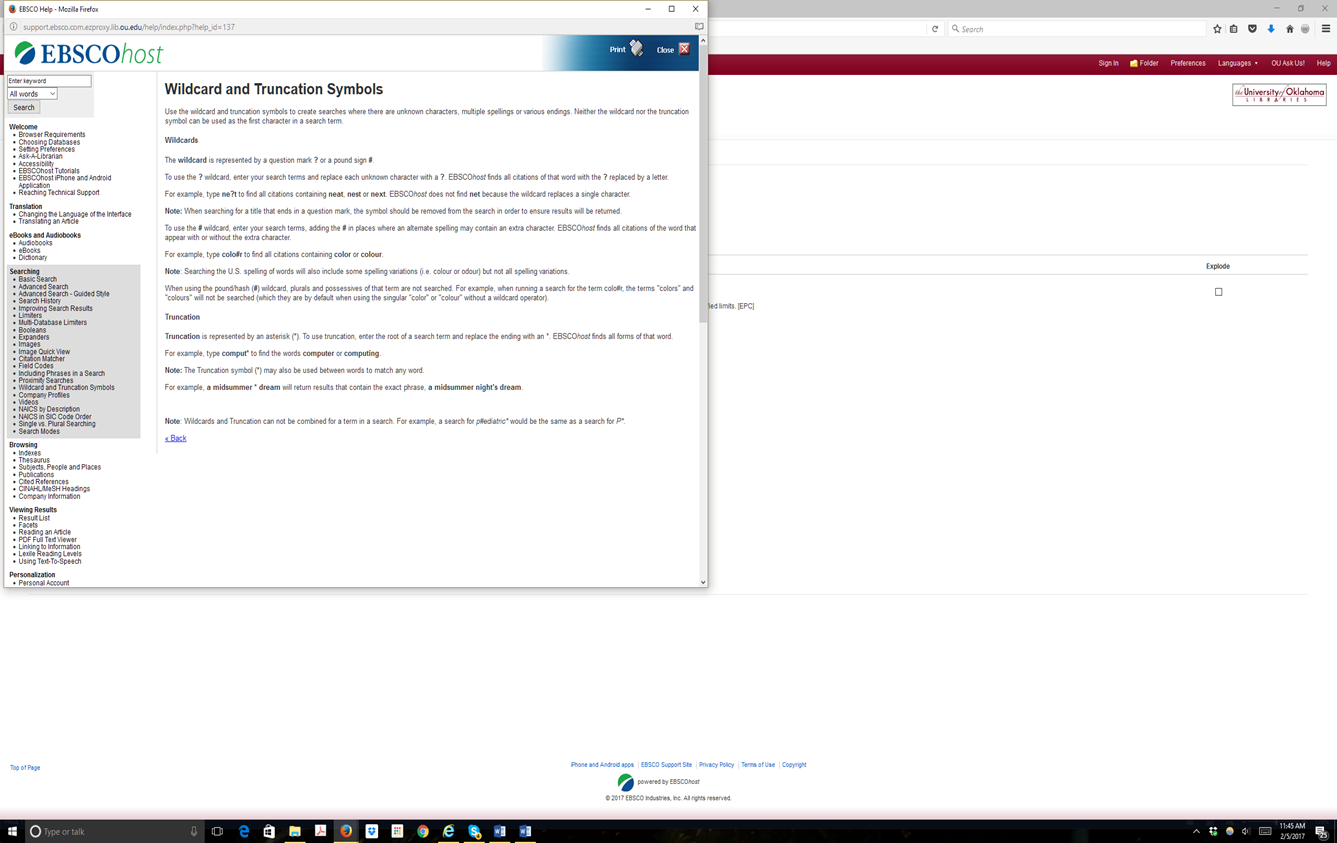 EBSCO Help - Mozilla Firefox
support.ebsco.com.ezproxy.lib.ou.edu/help/index.php?help_id=137
EBSCOhost
Print
Close
Enter keyword
All words
Search
Welcome
Browser Requirements
Choosing Databases
Setting Preferences
Ask-A-Librarian
Accessibility
EBSCOhost Tutorials
EBSCOhost iPhone and Android
Application
Reaching Technical Support
Translation
Changing the Language of the Interface
Translating an Article
eBooks and Audiobooks
Audiobooks
eBooks
Dictionary
Searching
Basic Search
Advanced Search
Advanced Search - Guided Style
Search History
Improving Search Results
Limiters
Multi-Database Limiters
Booleans
Expanders
Images
Image Quick View
Citation Matcher
Field Codes
Including Phrases in a Search
Proximity Searches
Wildcard and Truncation Symbols
Company Profiles
Videos
NAICS by Description
NAICS in SIC Code Order
Single vs. Plural Searching
Search Modes
Browsing
Indexes
Thesaurus
Subjects, People and Places
Publications
Cited References
CINAHL/MeSH Headings
Company Information
Viewing Results
Result List
Facets
Reading an Article
PDF Full Text Viewer
Linking to Information
Lexile Reading Levels
Using Text-To-Speech
Personalization
Personal Account
Wildcard and Truncation Symbols
Use the wildcard and truncation symbols to create searches where there are unknown characters, multiple spellings or various endings. Neither the wildcard nor the truncation
symbol can be used as the first character in a search term.
Wildcards
The wildcard is represented by a question mark ? or a pound sign #.
To use the ? wildcard, enter your search terms and replace each unknown character with a ?. EBSCOhost finds all citations of that word with the ? replaced by a letter.
For example, type ne?t to find all citations containing neat, nest or next. EBSCOhost does not find net because the wildcard replaces a single character.
Note: When searching for a title that ends in a question mark, the symbol should be removed from the search in order to ensure results will be returned.
To use the # wildcard, enter your search terms, adding the # in places where an alternate spelling may contain an extra character. EBSCOhost finds all citations of the word that
appear with or without the extra character.
For example, type colo#r to find all citations containing color or colour.
Note: Searching the U.S. spelling of words will also include some spelling variations (i.e. colour or odour) but not all spelling variations.
When using the pound/hash (#) wildcard, plurals and possessives of that term are not searched. For example, when running a search for the term colo#r, the terms "colors" and
"colours" will not be searched (which they are by default when using the singular "color" or "colour" without a wildcard operator).
Truncation
Truncation is represented by an asterisk (*). To use truncation, enter the root of a search term and replace the ending with an *. EBSCOhost finds all forms of that word.
For example, type comput* to find the words computer or computing.
Note: The Truncation symbol (*) may also be used between words to match any word.
For example, a midsummer * dream will return results that contain the exact phrase, a midsummer night's dream.
Note: Wildcards and Truncation can not be combined for a term in a search. For example, a search for p#ediatric* would be the same as a search for P*.
« Back
Search
Sign In Folder Preferences Languages OU Ask Us! Help
the University of Oklahoma
LIBRARIES
Explode
fied limits. [EPC]
Top of Page
iPhone and Android apps | EBSCO Support Site | Privacy Policy | Terms of Use | Copyright
powered by EBSCOhost
© 2017 EBSCO Industries, Inc. All rights reserved.
Type or talk
11:45 AM
2/5/2017
25